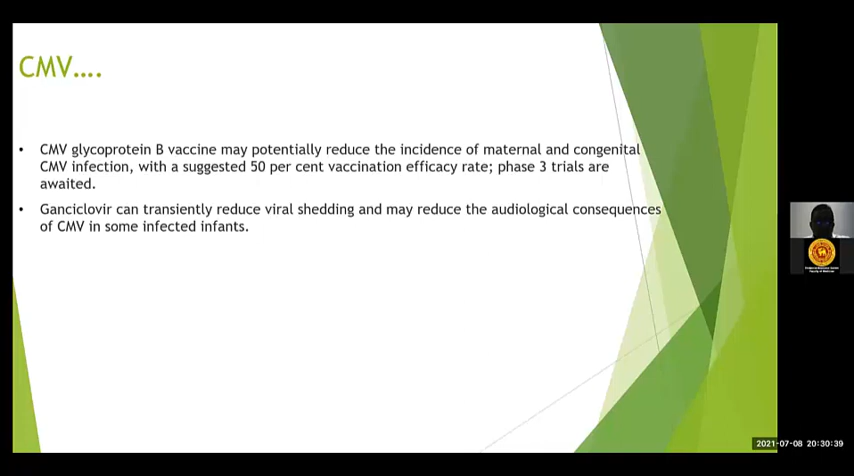 CMV....
• CMV glycoprotein B vaccine may potentially reduce the incidence of maternal and congenital
CMV infection, with a suggested 50 per cent vaccination efficacy rate; phase 3 trials are
awaited.
• Ganciclovir can transiently reduce viral shedding and may reduce the audiological consequences
of CMV in some infected infants.
2021-07-08 20:30:39